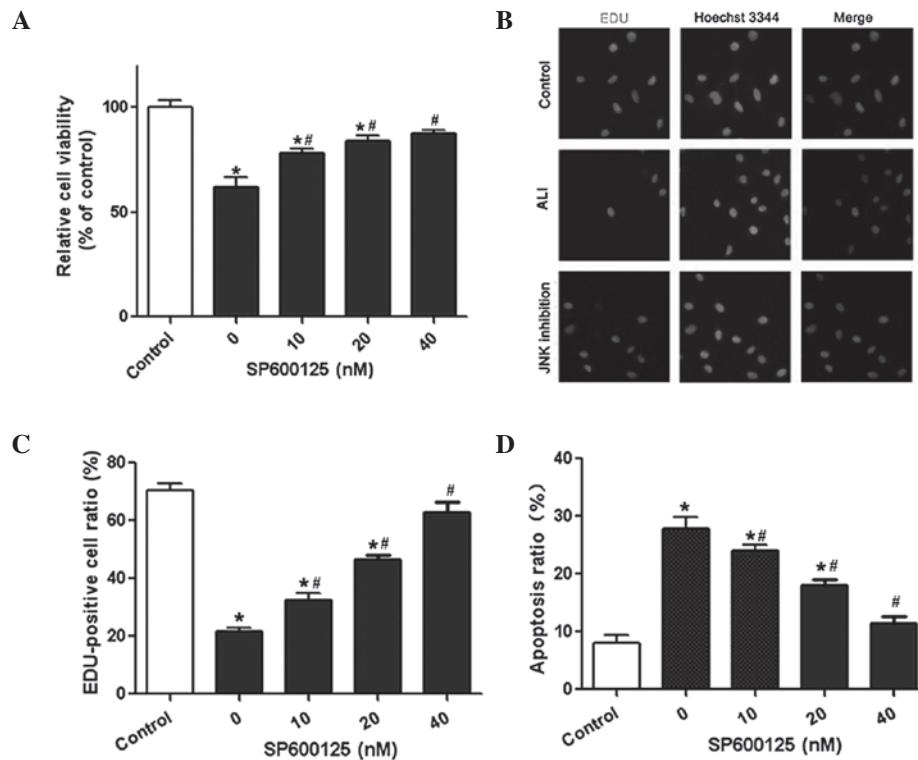 A
Relative cell viability
(% of control)
100
50
0
*
*#
*#
#
Control
0
10
20
40
SP600125 (nM)
B
EDU
Hoechst 3344
Merge
Control
ALI
JNK inhibition
C
EDU-positive cell ratio (%)
80
60
40
20
0
*
*#
*#
#
Control
0
10
20
40
SP600125 (nM)
D
Apoptosis ratio (%)
40
30
20
10
0
*
*#
*#
#
Control
0
10
20
40
SP600125 (nM)